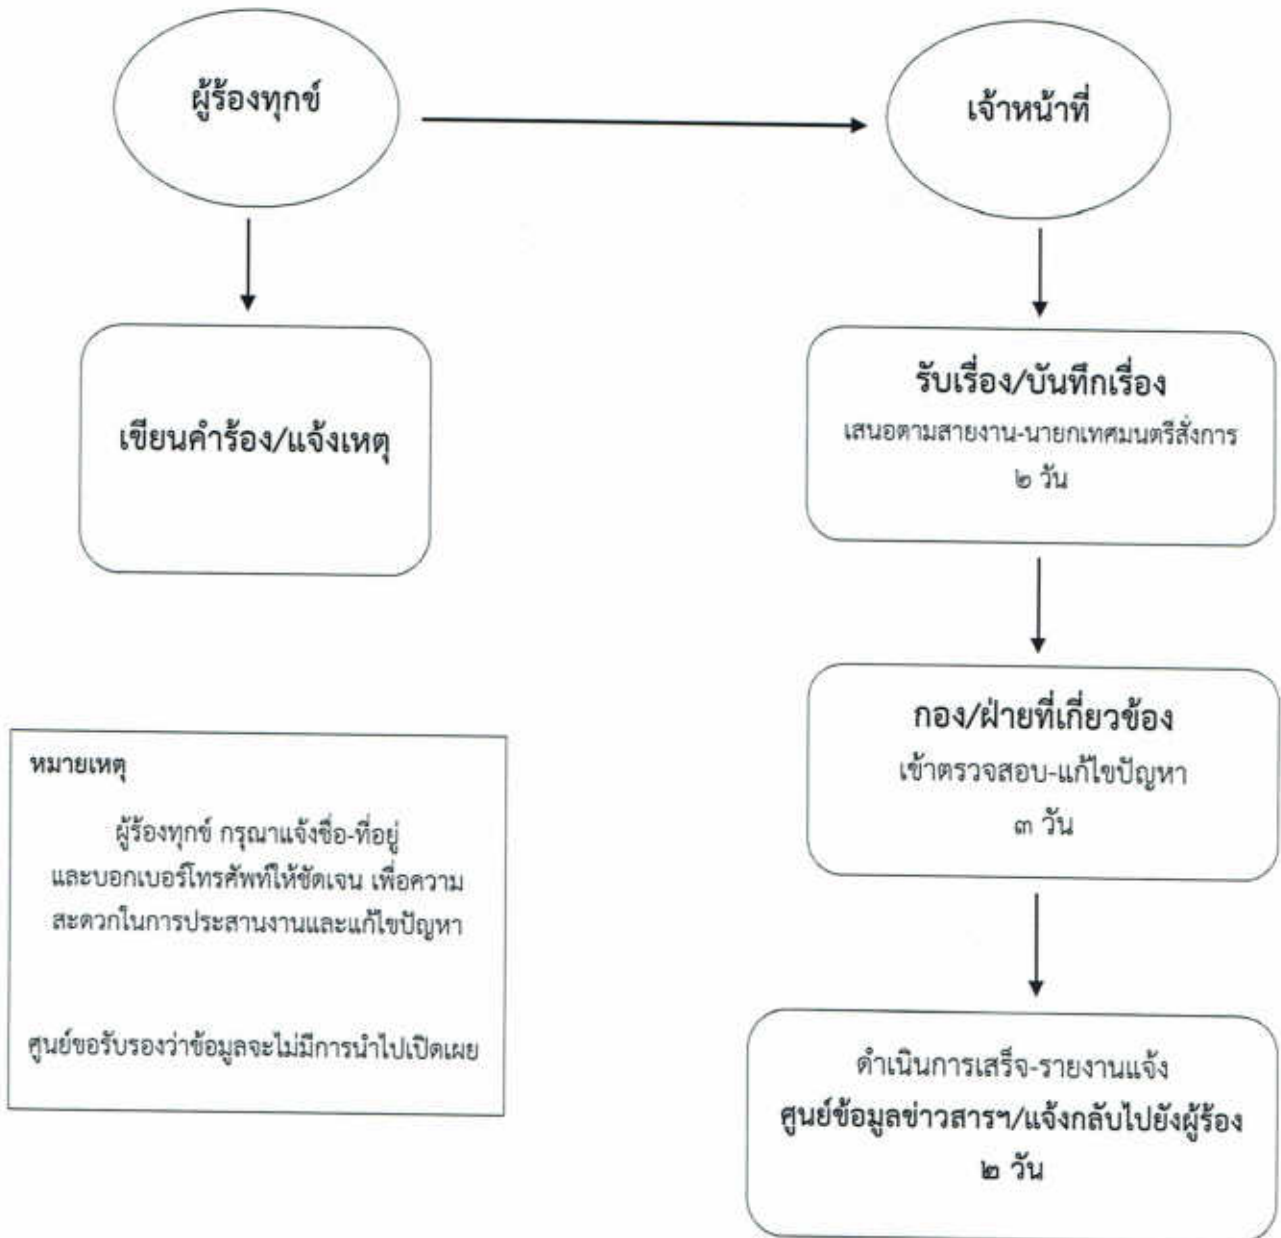 ผู้ร้องทุกข์
เจ้าหน้าที่
เขียนคำร้อง/แจ้งเหตุ
รับเรื่อง/บันทึกเรื่อง
เสนอตามสายงาน-นายกเทศมนตรีสั่งการ
๒ วัน
กอง/ฝ่ายที่เกี่ยวข้อง
เข้าตรวจสอบ-แก้ไขปัญหา
๓ วัน
หมายเหตุ
ผู้ร้องทุกข์ กรุณาแจ้งชื่อ-ที่อยู่
และบอกเบอร์โทรศัพท์ให้ชัดเจน เพื่อความ
สะดวกในการประสานงานและแก้ไขปัญหา
ศูนย์ขอรับรองว่าข้อมูลจะไม่มีการนำไปเปิดเผย
ดำเนินการเสร็จ-รายงานแจ้ง
ศูนย์ข้อมูลข่าวสารฯ/แจ้งกลับไปยังผู้ร้อง
๒ วัน